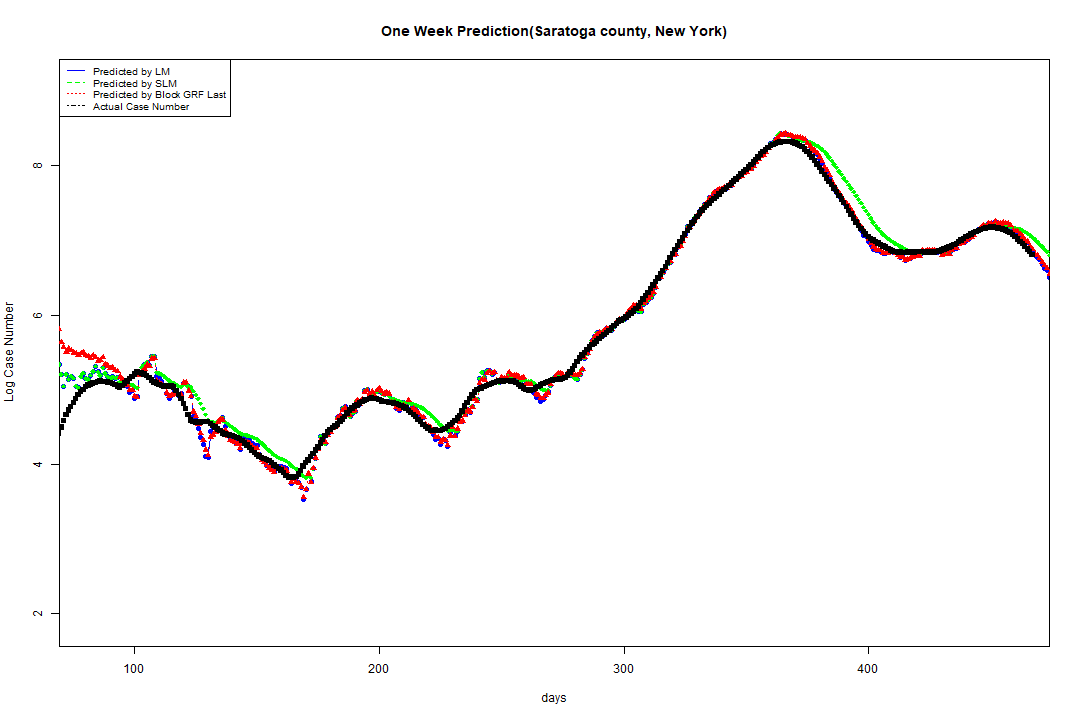 One Week Prediction(Saratoga county, New York)
Predicted by LM
Predicted by SLM
Predicted by Block GRF Last
Actual Case Number
8
6
4
2
Log Case Number
100 200 300 400
days